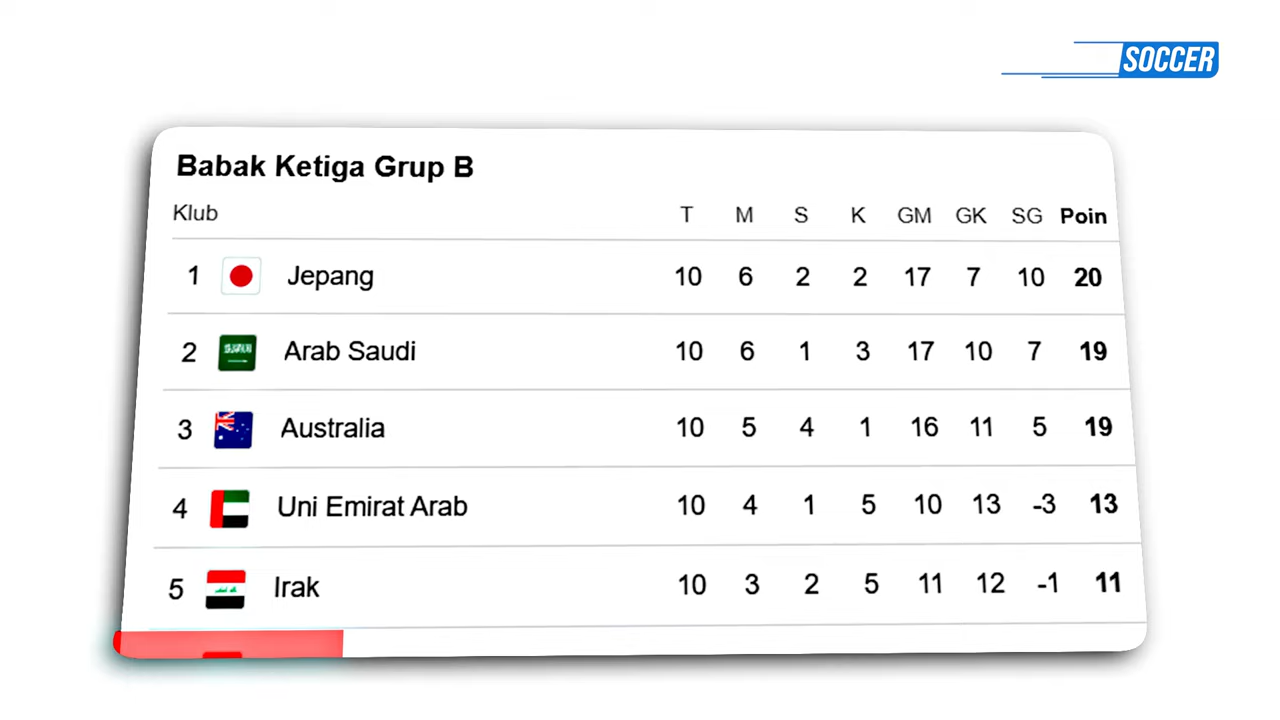 SOCCER
Babak Ketiga Grup B
Klub T M S K GM GK SG Poin
1 Jepang 10 6 2 2 17 7 10 20
2 Arab Saudi 10 6 1 3 17 10 7 19
3 Australia 10 5 4 1 16 11 5 19
4 Uni Emirat Arab 10 4 1 5 10 13 -3 13
5 Irak 10 3 2 5 11 12 -1 11